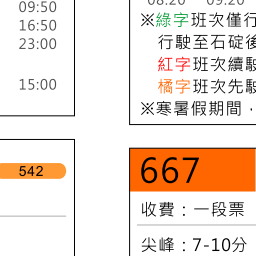 09:50
16:50
23:00
15:00
08:20 09:20
※綠字班次僅行
行駛至石碇後
紅字班次續駛
橘字班次先駛
※寒暑假期間，
542
667
收費：一段票
尖峰：7-10分